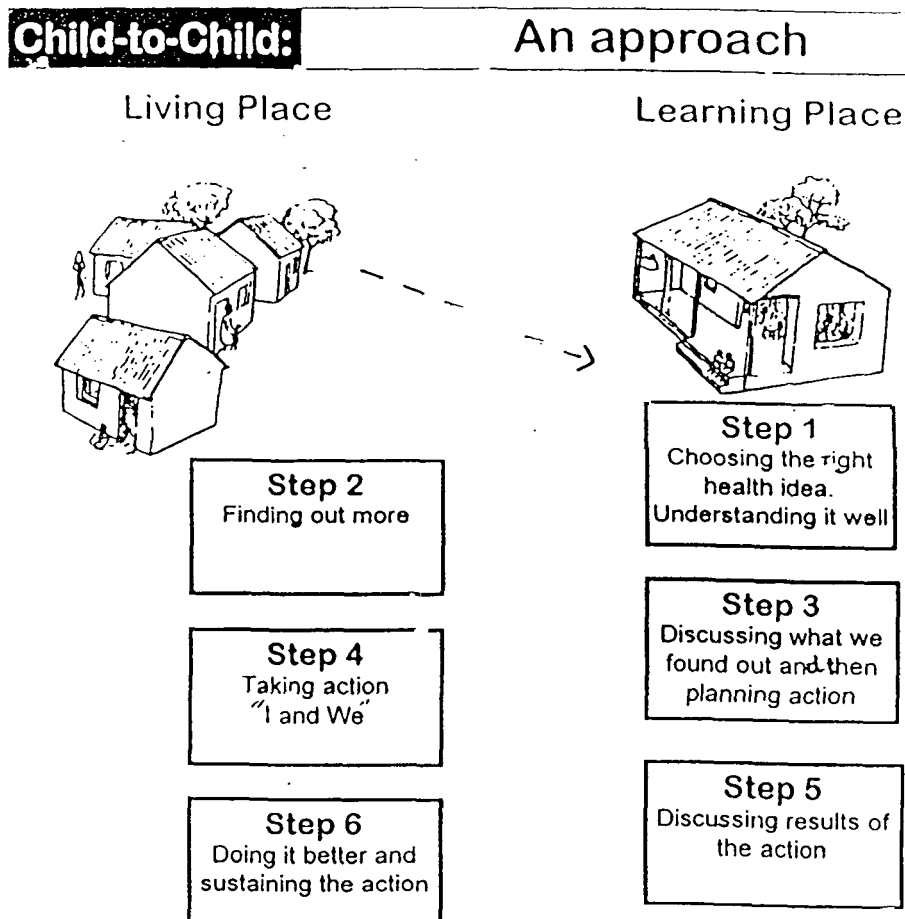 Child-to-Child:
An approach
Living Place
Learning Place
Step 1
Choosing the right
health idea.
Understanding it well
Step 2
Finding out more
Step 3
Discussing what we
found out and then
planning action
Step 4
Taking action
"I and We"
Step 5
Discussing results of
the action
Step 6
Doing it better and
sustaining the action